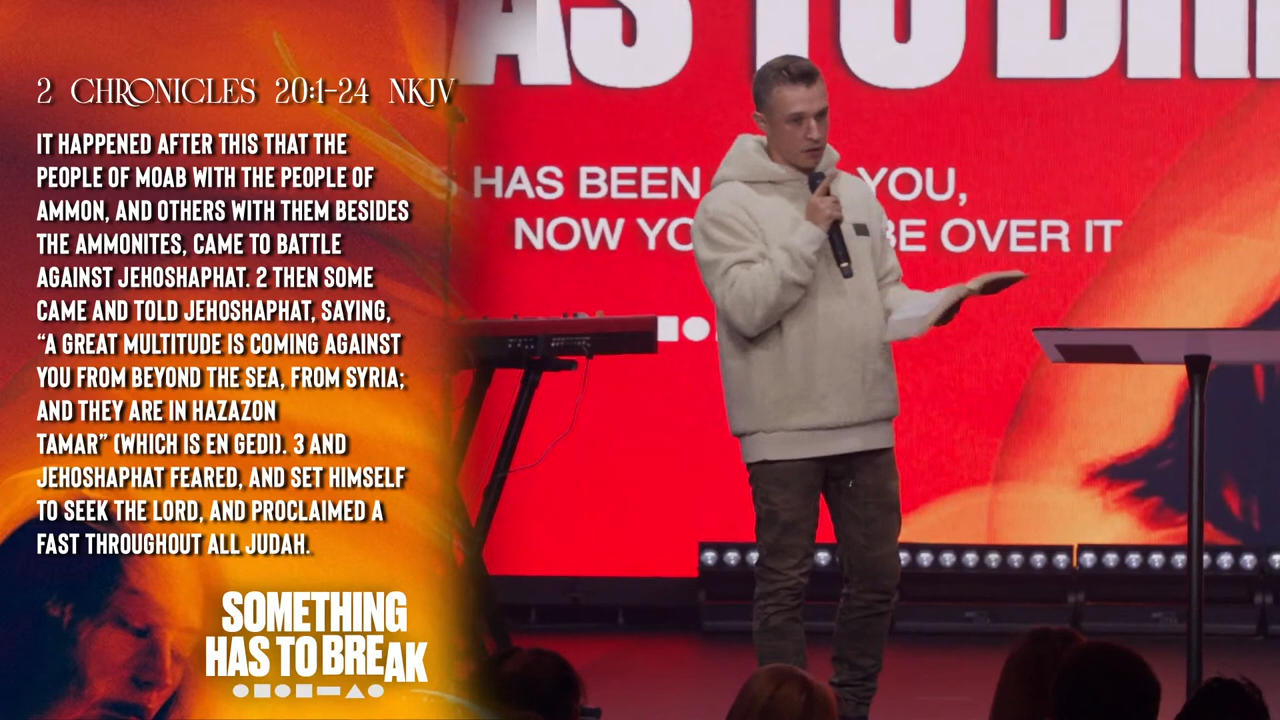 2 CHRONICLES 20:1-24 NKJV
IT HAPPENED AFTER THIS THAT THE
PEOPLE OF MOAB WITH THE PEOPLE OF
AMMON, AND OTHERS WITH THEM BESIDES
THE AMMONITES, CAME TO BATTLE
AGAINST JEHOSHAPHAT. 2 THEN SOME
CAME AND TOLD JEHOSHAPHAT, SAYING,
“A GREAT MULTITUDE IS COMING AGAINST
YOU FROM BEYOND THE SEA, FROM SYRIA;
AND THEY ARE IN HAZAZON
TAMAR” (WHICH IS EN GEDI). 3 AND
JEHOSHAPHAT FEARED, AND SET HIMSELF
TO SEEK THE LORD, AND PROCLAIMED A
FAST THROUGHOUT ALL JUDAH.
SOMETHING
HAS TO BREAK
AS TO
HAS BEEN YOU,
NOW BE OVER IT